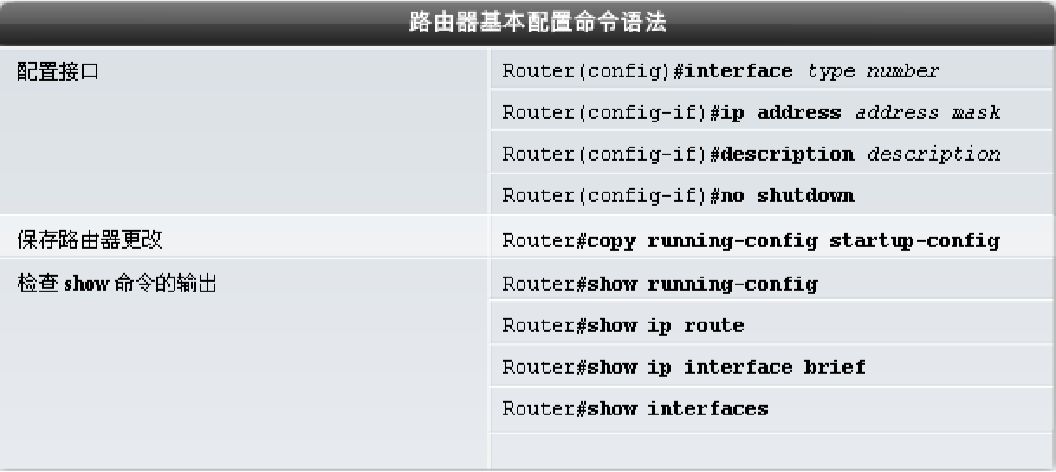 路由器基本配置命令语法
配置接口
Router(config)#interface type number
Router(config-if)#ip address address mask
Router(config-if)#description description
Router(config-if)#no shutdown
保存路由器更改
Router#copy running-config startup-config
检查 show 命令的输出
Router#show running-config
Router#show ip route
Router#show ip interface brief
Router#show interfaces